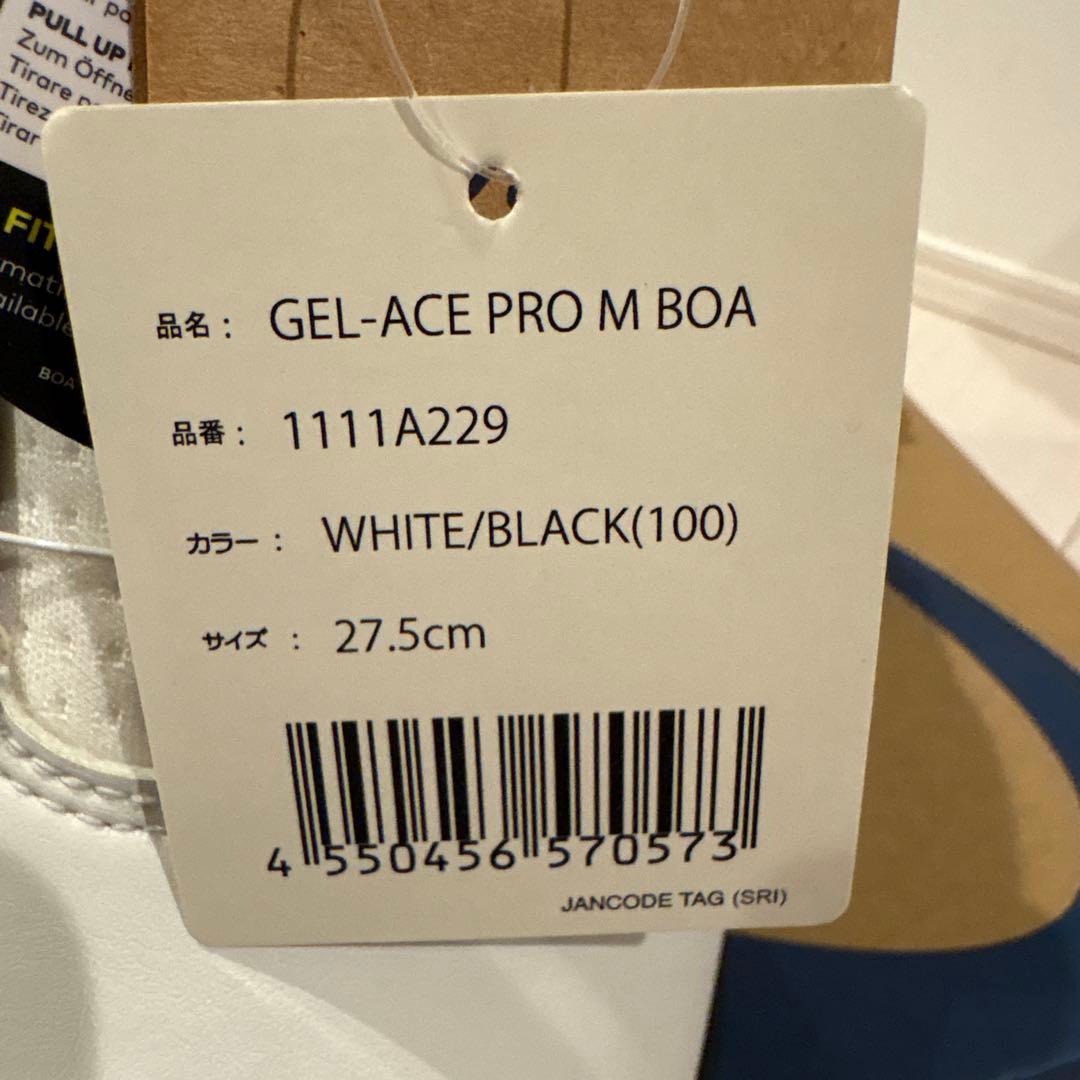 PULL UP
Zum Öffne
Tirare
Tirez
FIT
BOA
品名： GEL-ACE PRO M BOA
品番： 1111A229
カラー： WHITE/BLACK(100)
サイズ： 27.5cm
4 550456 570573
JANCODE TAG (SRI)